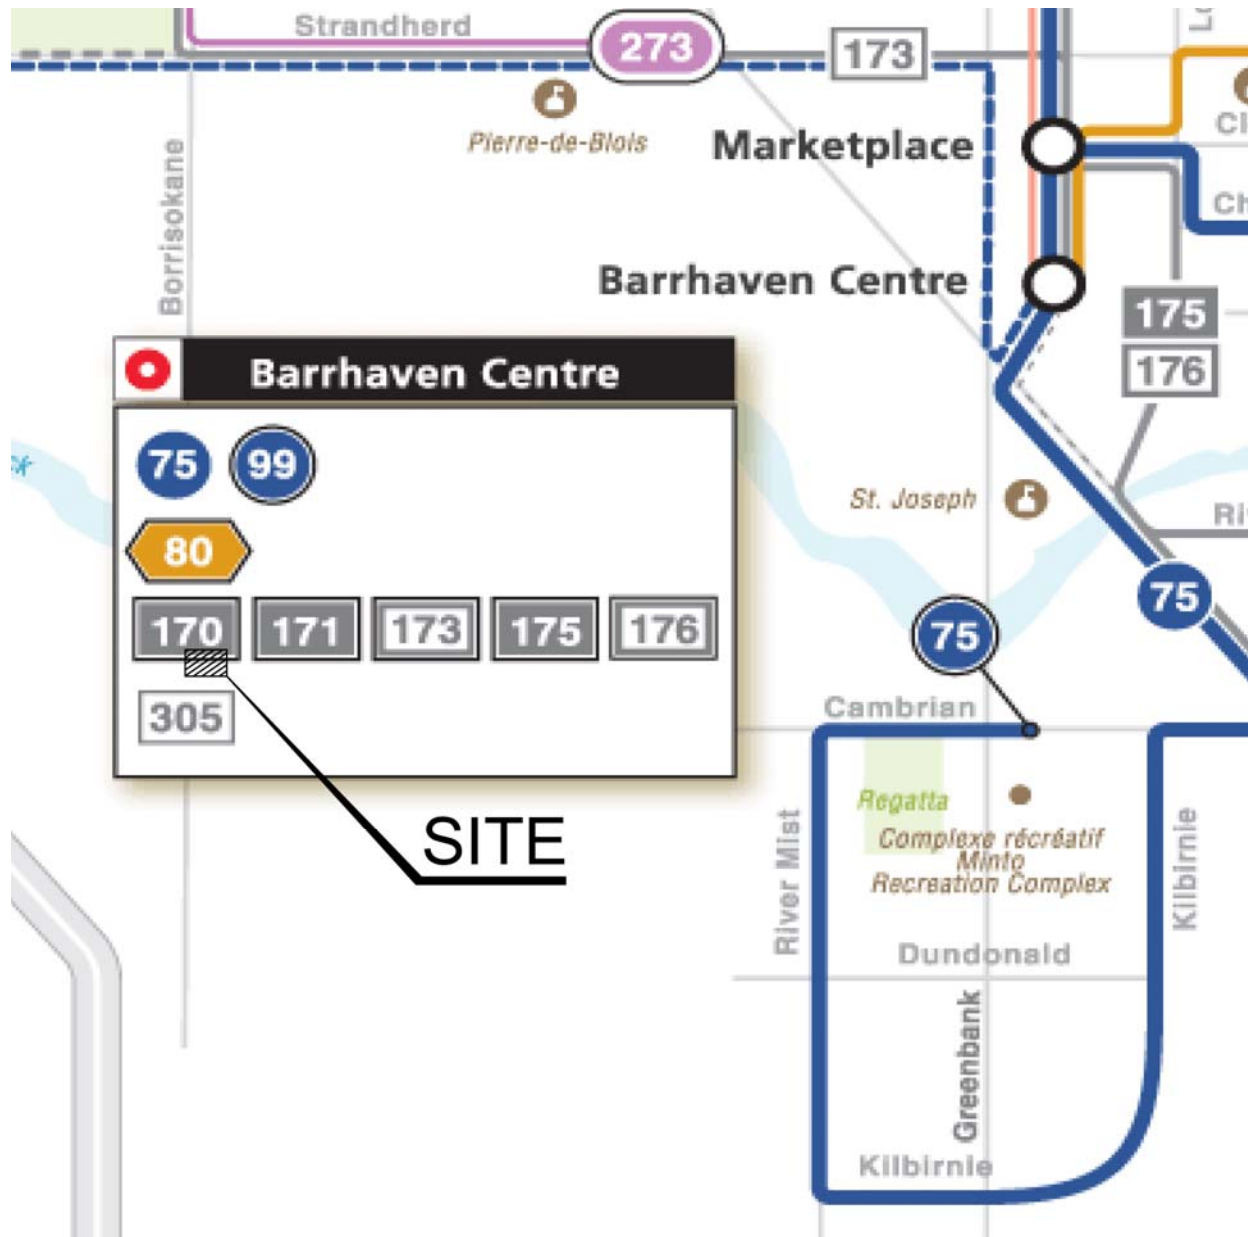 Strandherd
273
173
Pierre-de-Blois
Marketplace
Borrisokane
Barrhaven Centre
175
176
Barrhaven Centre
75 99
80
170 171 173 175 176
305
St. Joseph
75
75
Cambrian
SITE
Regatta
Complexe récréatif
Minto
Recreation Complex
River Mist
Kilbirnie
Dundonald
Greenbank
Kilbirnie